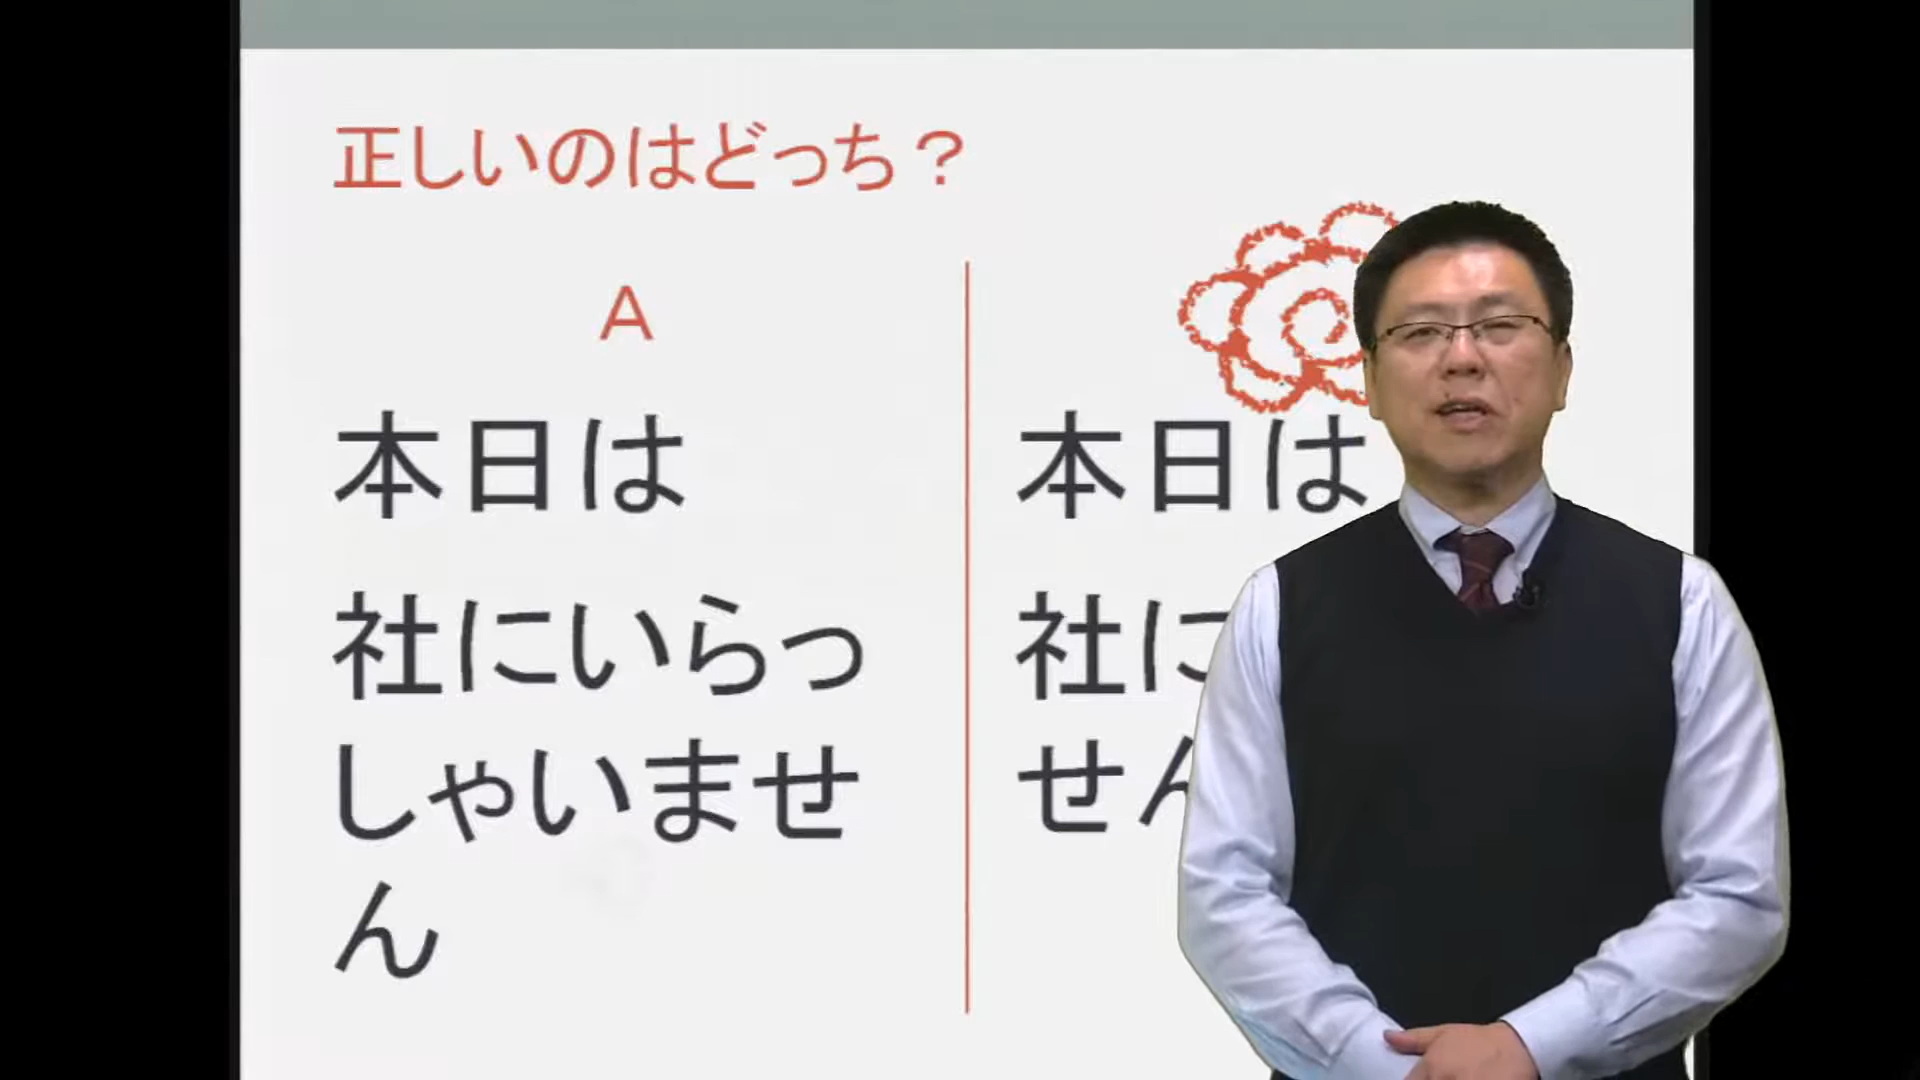 正しいのはどっち？
A
本日は
社にいらっ
しゃいませ
ん
本日は
社に
せ